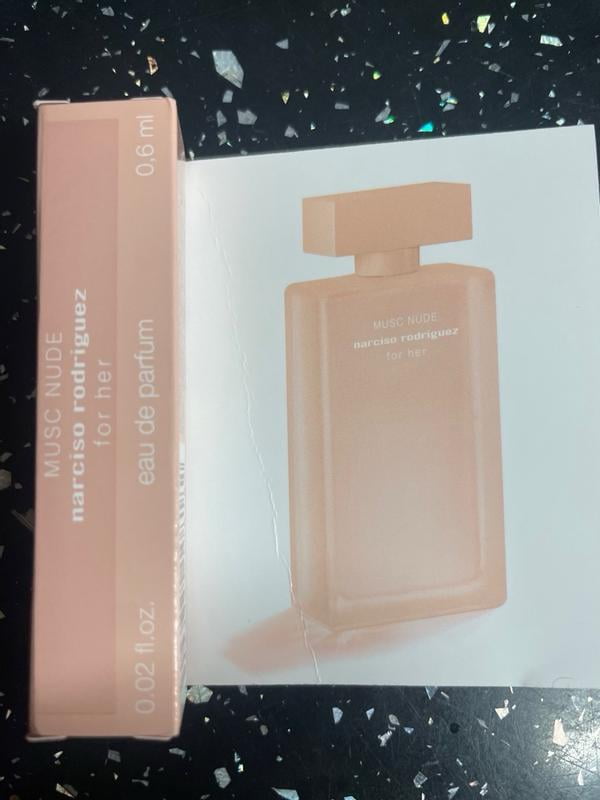 MUSC NUDE
narciso rodriguez
for her
eau de parfum
0.02 fl.oz.
0,6 ml
MUSC NUDE
narciso rodriguez
for her